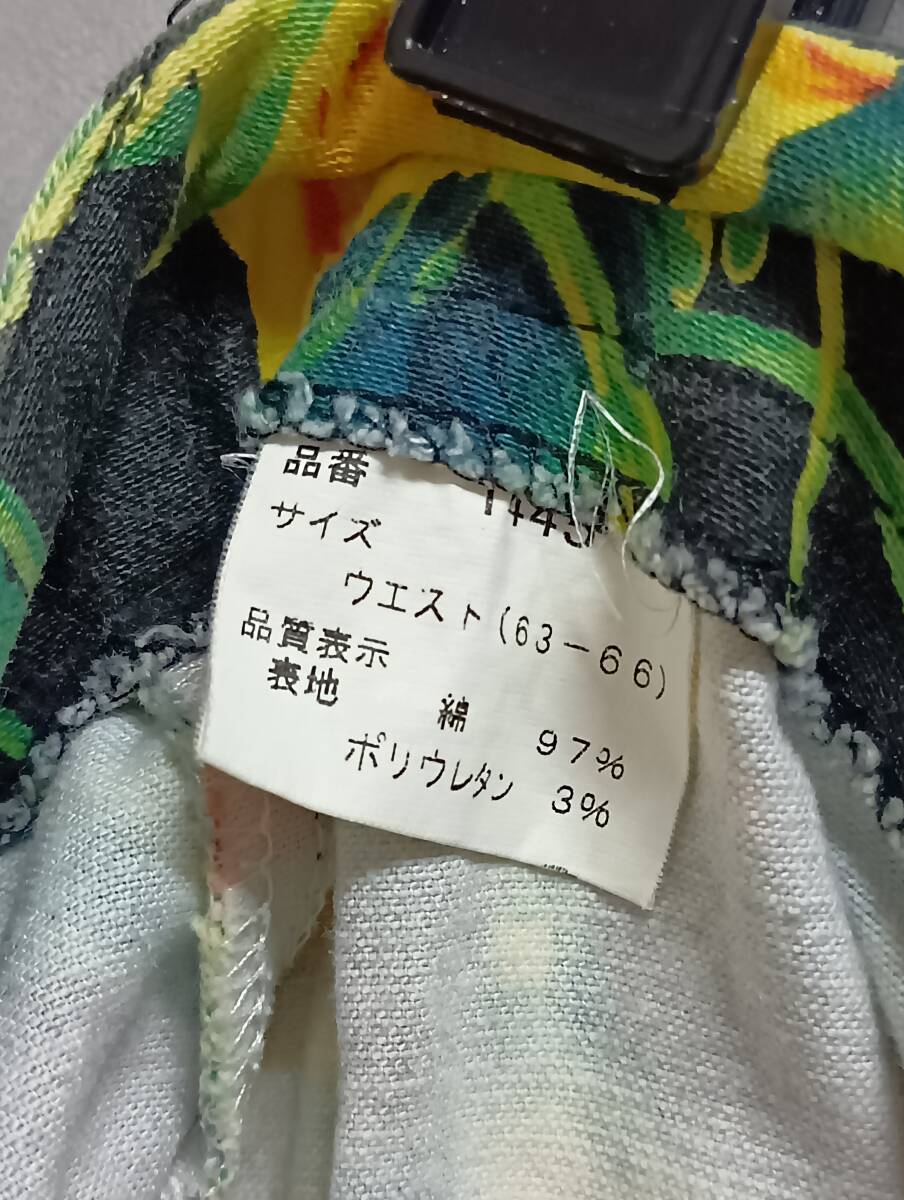 品番
サイズ
ウエスト(63－66)
品質表示
表地
綿 97%
ポリウレタン 3%